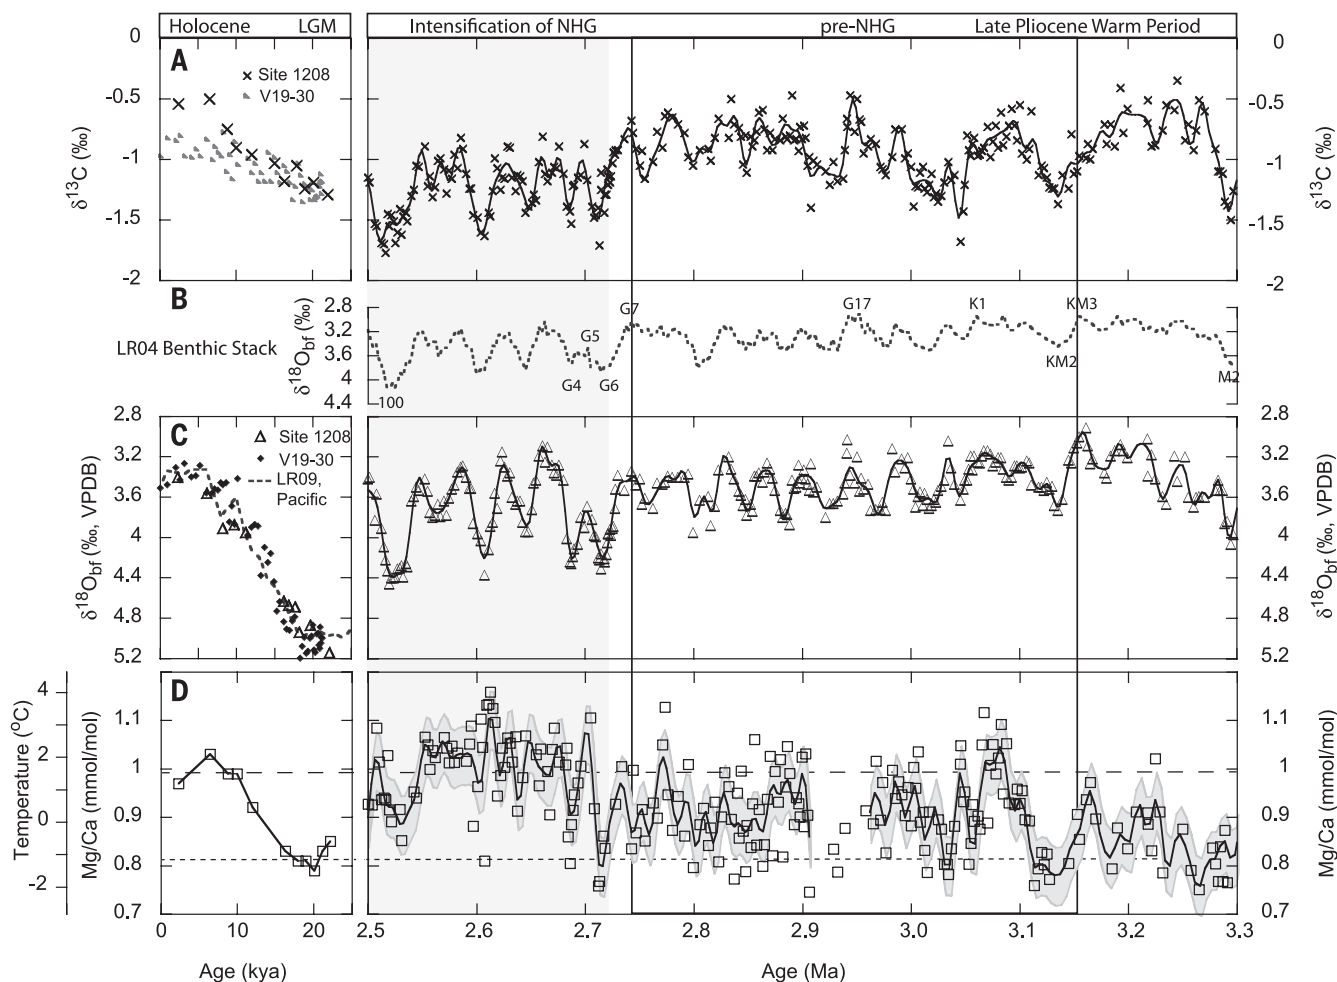 Holocene LGM Intensification of NHG pre-NHG Late Pliocene Warm Period
A
× Site 1208
V19-30
0
-0.5
-1
-1.5
-2
δ¹³C (‰)
0
-0.5
-1
-1.5
-2
δ¹³C (‰)
B
LR04 Benthic Stack
δ¹⁸O_bf (‰)
100
G4
G5
G6
G7
G17
K1
KM2
KM3
M2
2.8
3.2
3.6
4
4.4
δ¹⁸O_bf (‰)
C
Site 1208
V19-30
LR09,
Pacific
2.8
3.2
3.6
4
4.4
4.8
5.2
δ¹⁸O_bf (‰, VPDB)
2.8
3.2
3.6
4
4.4
4.8
5.2
δ¹⁸O_bf (‰, VPDB)
D
Temperature (°C)
4
2
0
-2
Mg/Ca (mmol/mol)
1.1
1
0.9
0.8
0.7
1.1
1
0.9
0.8
0.7
Mg/Ca (mmol/mol)
0 10 20 2.5 2.6 2.7 2.8 2.9 3.0 3.1 3.2 3.3
Age (kya) Age (Ma)